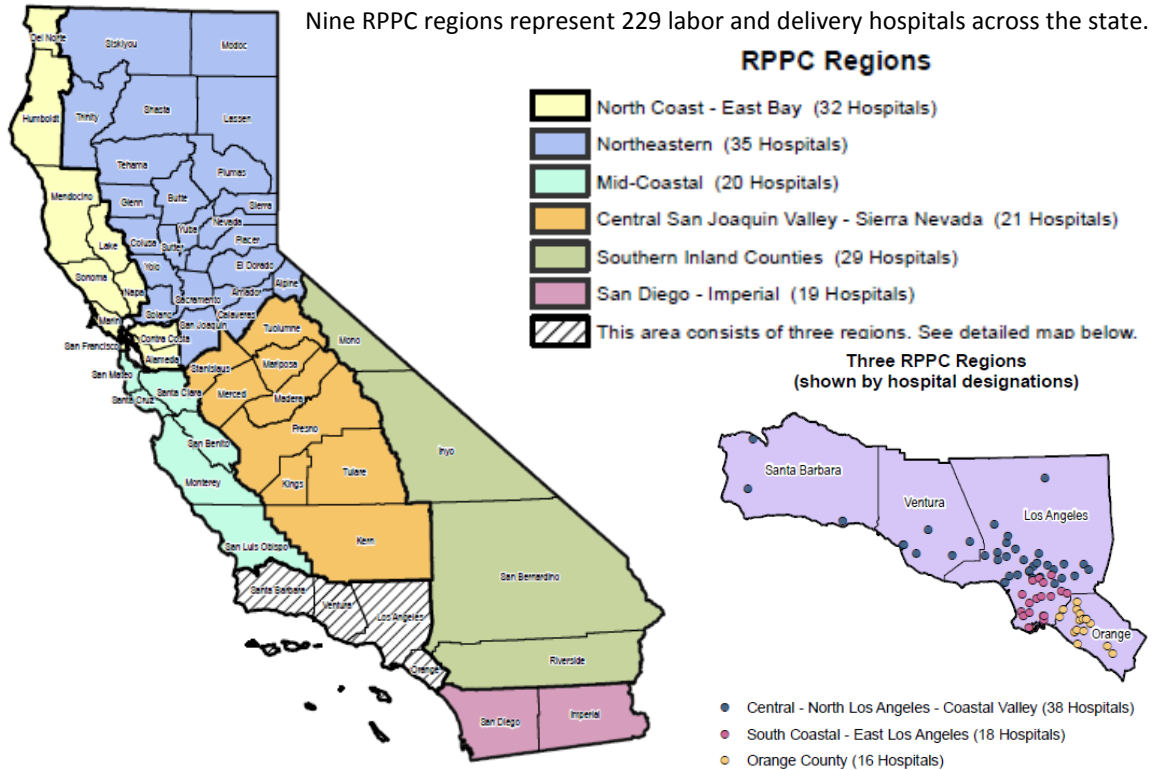 Nine RPPC regions represent 229 labor and delivery hospitals across the state.
RPPC Regions
North Coast - East Bay (32 Hospitals)
Northeastern (35 Hospitals)
Mid-Coastal (20 Hospitals)
Central San Joaquin Valley - Sierra Nevada (21 Hospitals)
Southern Inland Counties (29 Hospitals)
San Diego - Imperial (19 Hospitals)
This area consists of three regions. See detailed map below.
Del Norte
Siskiyou
Modoc
Humboldt
Trinity
Shasta
Lassen
Tehama
Plumas
Mendocino
Glenn
Butte
Sierra
Nevada
Yuba
Lake
Colusa
Sutter
Placer
Sonoma
Napa
Yolo
El Dorado
Alpine
Sacramento
Amador
Solano
Calaveras
Marin
San Joaquin
Contra Costa
San Francisco
Alameda
Tuolumne
Mono
San Mateo
Santa Clara
Stanislaus
Mariposa
Santa Cruz
Merced
Madera
San Benito
Fresno
Inyo
Monterey
Kings
Tulare
San Luis Obispo
Kern
San Bernardino
Santa Barbara
Ventura
Los Angeles
Orange
Riverside
San Diego
Imperial
Three RPPC Regions
(shown by hospital designations)
Santa Barbara
Ventura
Los Angeles
Orange
Central - North Los Angeles - Coastal Valley (38 Hospitals)
South Coastal - East Los Angeles (18 Hospitals)
Orange County (16 Hospitals)